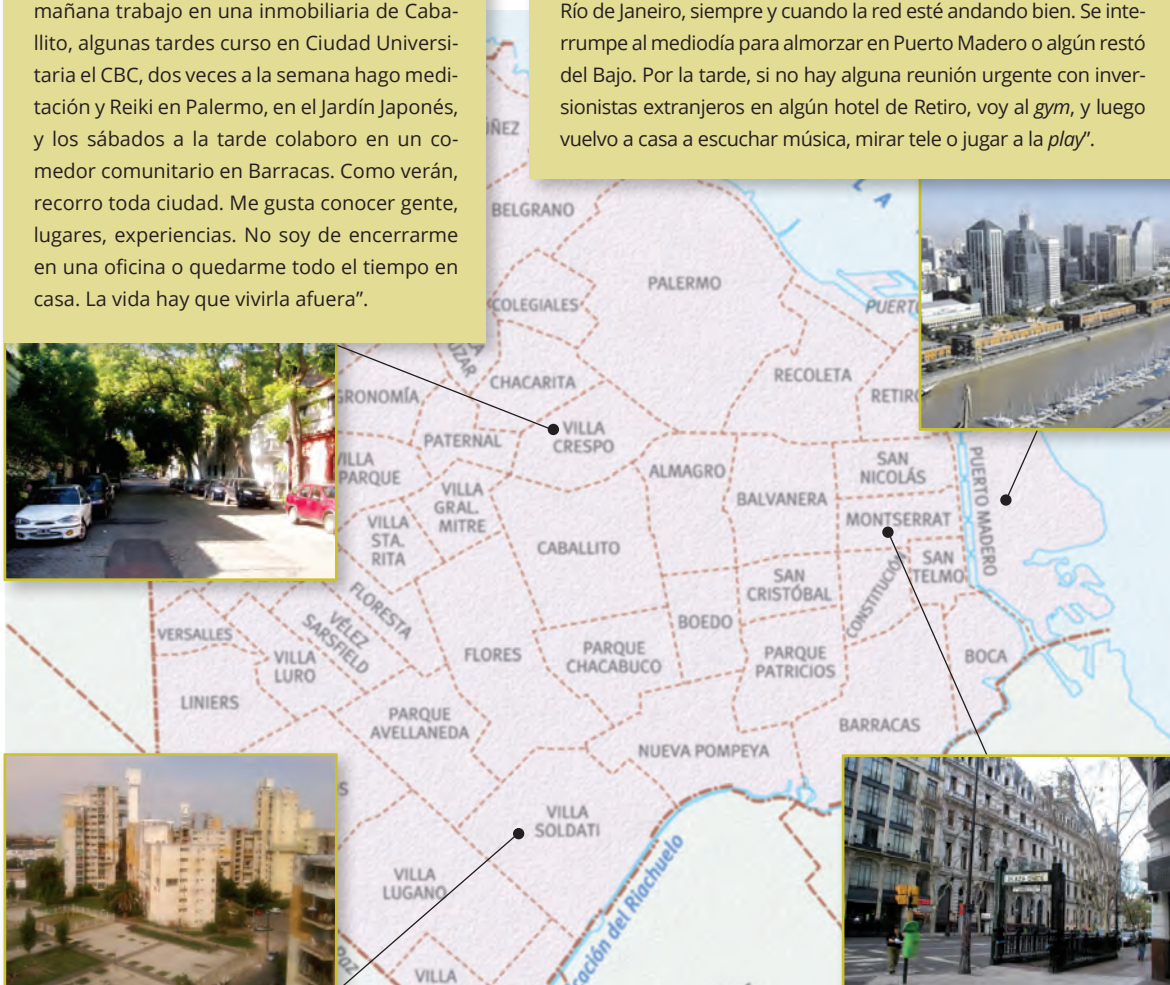 mañana trabajo en una inmobiliaria de Caba-
llito, algunas tardes curso en Ciudad Universi-
taria el CBC, dos veces a la semana hago medi-
tación y Reiki en Palermo, en el Jardín Japonés,
y los sábados a la tarde colaboro en un co-
medor comunitario en Barracas. Como verán,
recorro toda ciudad. Me gusta conocer gente,
lugares, experiencias. No soy de encerrarme
en una oficina o quedarme todo el tiempo en
casa. La vida hay que vivirla afuera”.
Río de Janeiro, siempre y cuando la red esté andando bien. Se inte-
rrumpe al mediodía para almorzar en Puerto Madero o algún restó
del Bajo. Por la tarde, si no hay alguna reunión urgente con inver-
sionistas extranjeros en algún hotel de Retiro, voy al gym, y luego
vuelvo a casa a escuchar música, mirar tele o jugar a la play”.
ÚÑEZ
L A
BELGRANO
PALERMO
COLEGIALES
PUERT
UZAR
CHACARITA
RECOLETA
GRONOMÍA
RETIRO
VILLA
CRESPO
PATERNAL
VILLA
PARQUE
ALMAGRO
SAN
NICOLÁS
PUERTO MADERO
VILLA
GRAL.
MITRE
BALVANERA
MONTSERRAT
VILLA
STA.
RITA
CABALLITO
SAN
TELMO
SAN
CRISTÓBAL
CONSTITUCIÓN
FLORESTA
VÉLEZ
SARSFIELD
BOEDO
VERSALLES
VILLA
LURO
FLORES
PARQUE
CHACABUCO
PARQUE
PATRICIOS
BOCA
LINIERS
PARQUE
AVELLANEDA
BARRACAS
NUEVA POMPEYA
S
VILLA
SOLDATI
VILLA
LUGANO
cación del Riachuelo
Paz
VILLA